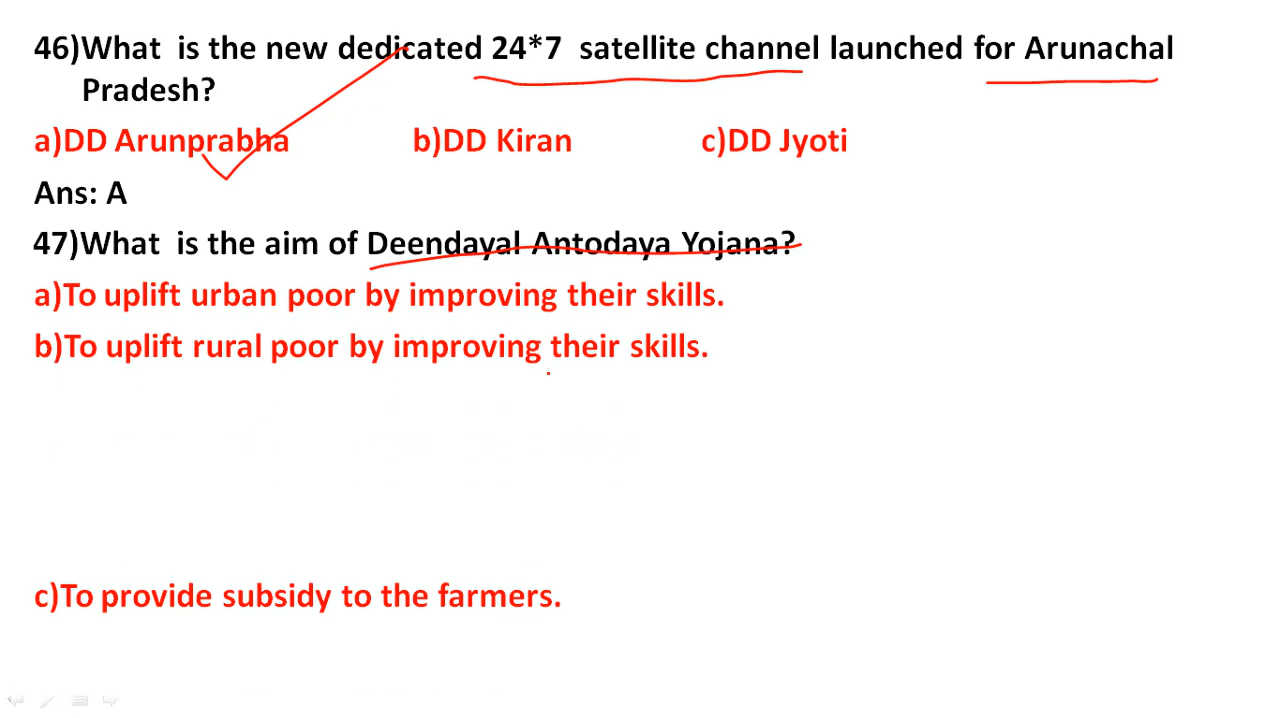 46)What is the new dedicated 24*7 satellite channel launched for Arunachal
Pradesh?
a)DD Arunprabha b)DD Kiran c)DD Jyoti
Ans: A
47)What is the aim of Deendayal Antodaya Yojana?
a)To uplift urban poor by improving their skills.
b)To uplift rural poor by improving their skills.
c)To provide subsidy to the farmers.